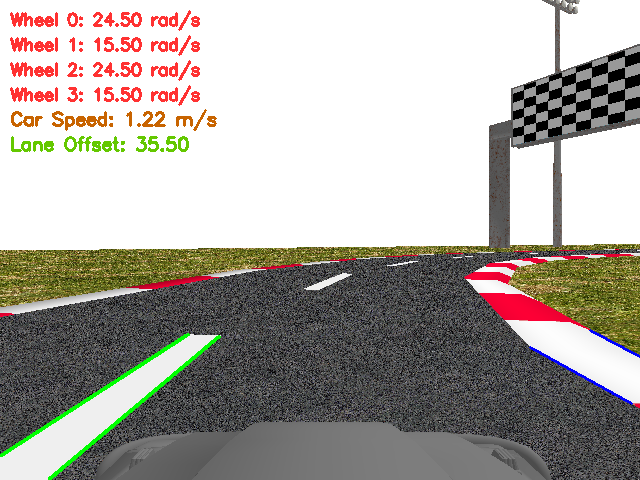 Wheel 0: 24.50 rad/s
Wheel 1: 15.50 rad/s
Wheel 2: 24.50 rad/s
Wheel 3: 15.50 rad/s
Car Speed: 1.22 m/s
Lane Offset: 35.50